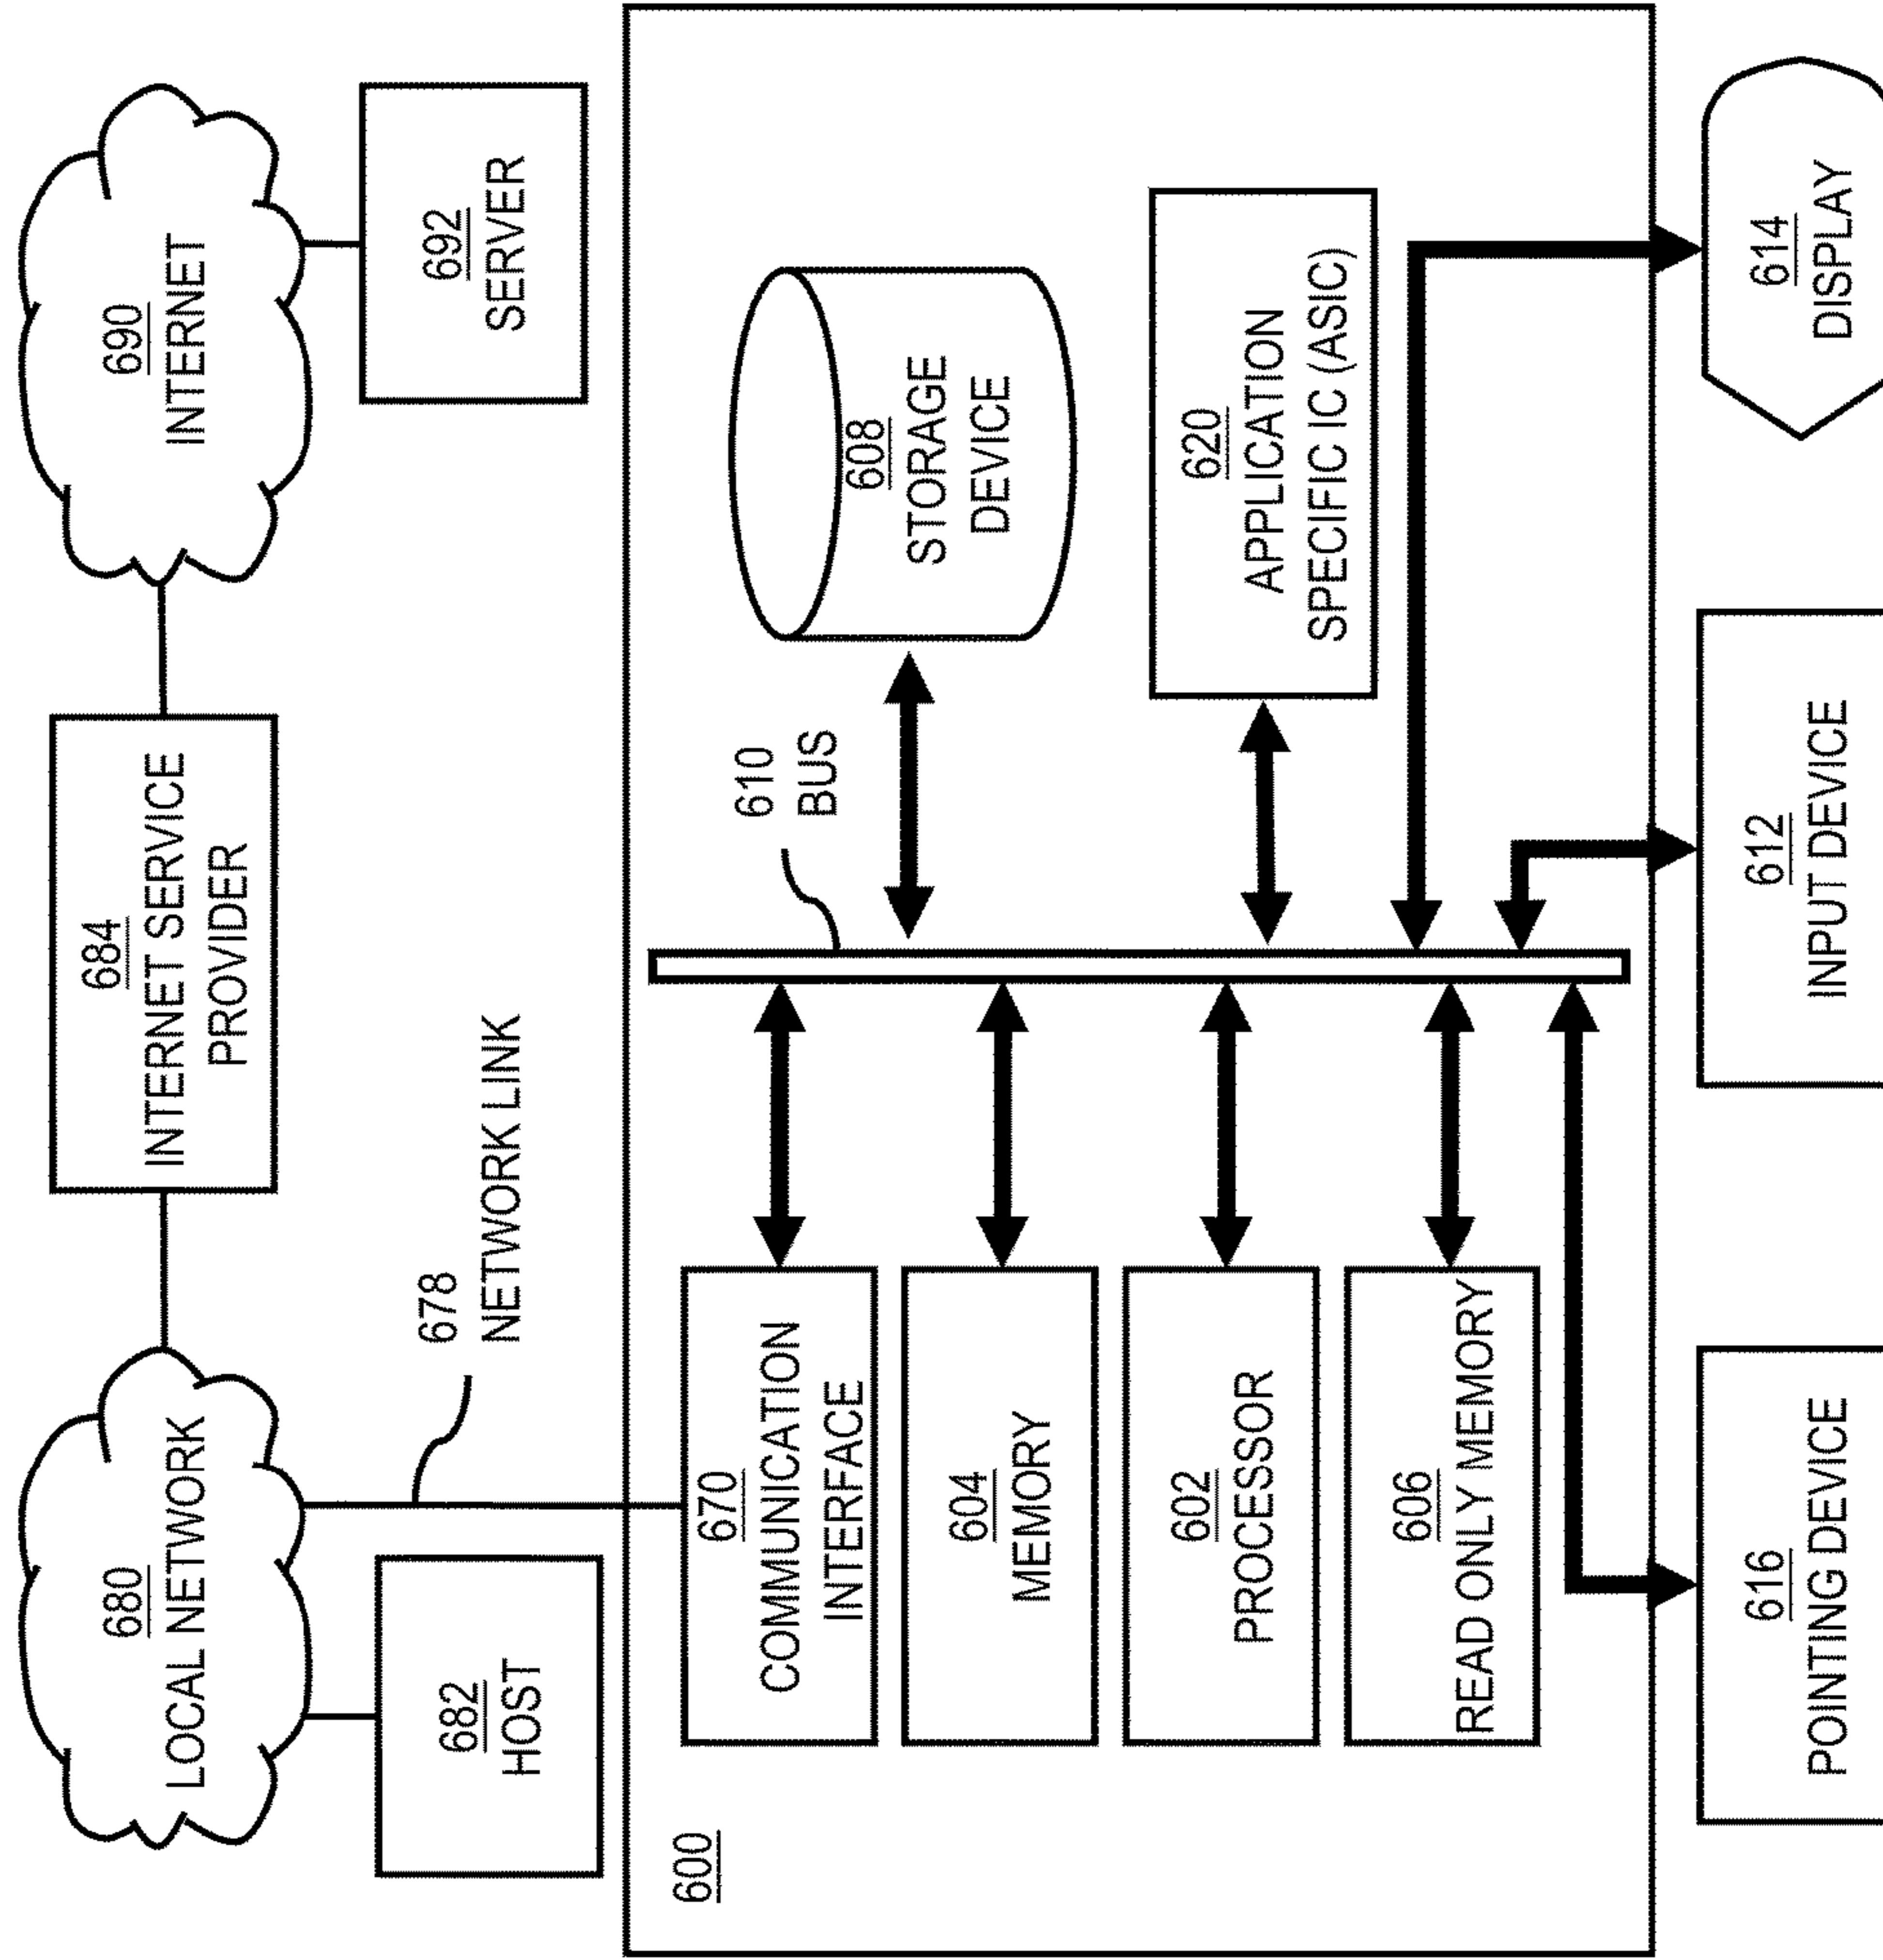 680
LOCAL NETWORK
684
INTERNET SERVICE
PROVIDER
690
INTERNET
682
HOST
678
NETWORK LINK
692
SERVER
600
670
COMMUNICATION
INTERFACE
610
BUS
608
STORAGE
DEVICE
604
MEMORY
602
PROCESSOR
620
APPLICATION
SPECIFIC IC (ASIC)
606
READ ONLY MEMORY
616
POINTING DEVICE
612
INPUT DEVICE
614
DISPLAY